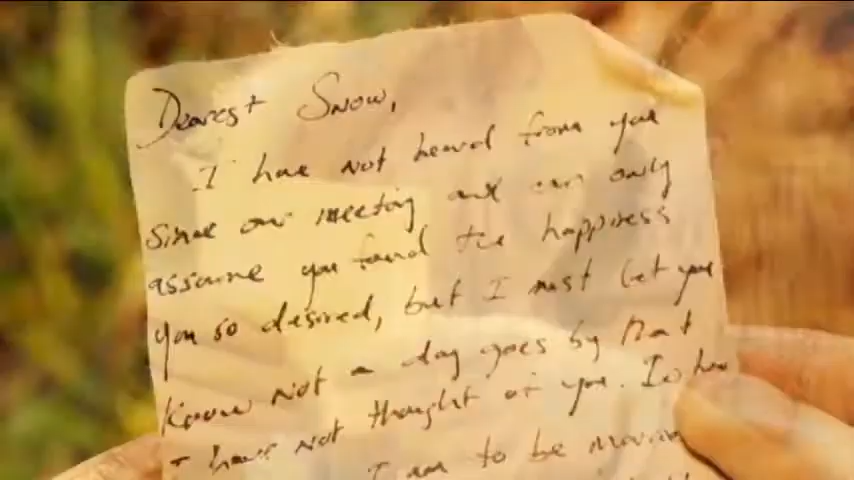 Dearest Snow,
I have not heard from you
Since our meeting and can only
assume you found the happiness
you so desired, but I must let you
know not a day goes by that
I have not thought of you.
I am to be